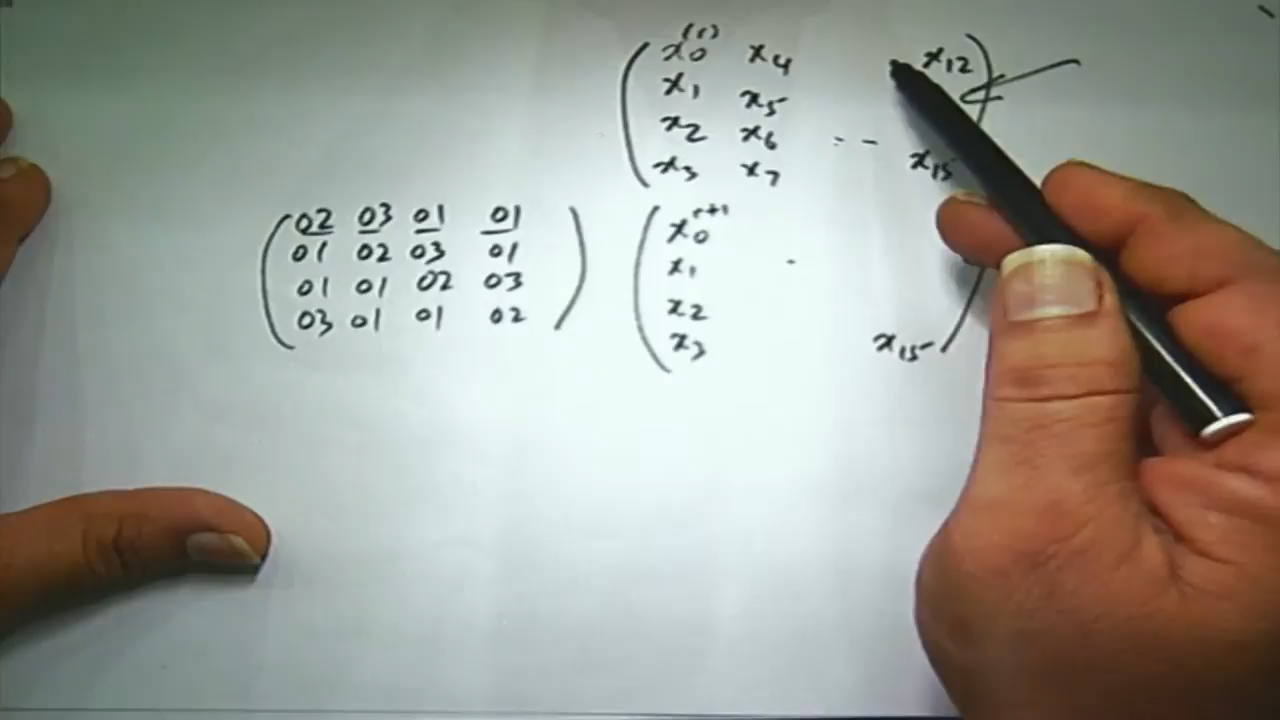 x0^(r) x4 x12
x1 x5
x2 x6 . . -
x3 x7 x15
02 03 01 01 x0^r+1
01 02 03 01 x1 .
01 01 02 03 x2
03 01 01 02 x3 x15